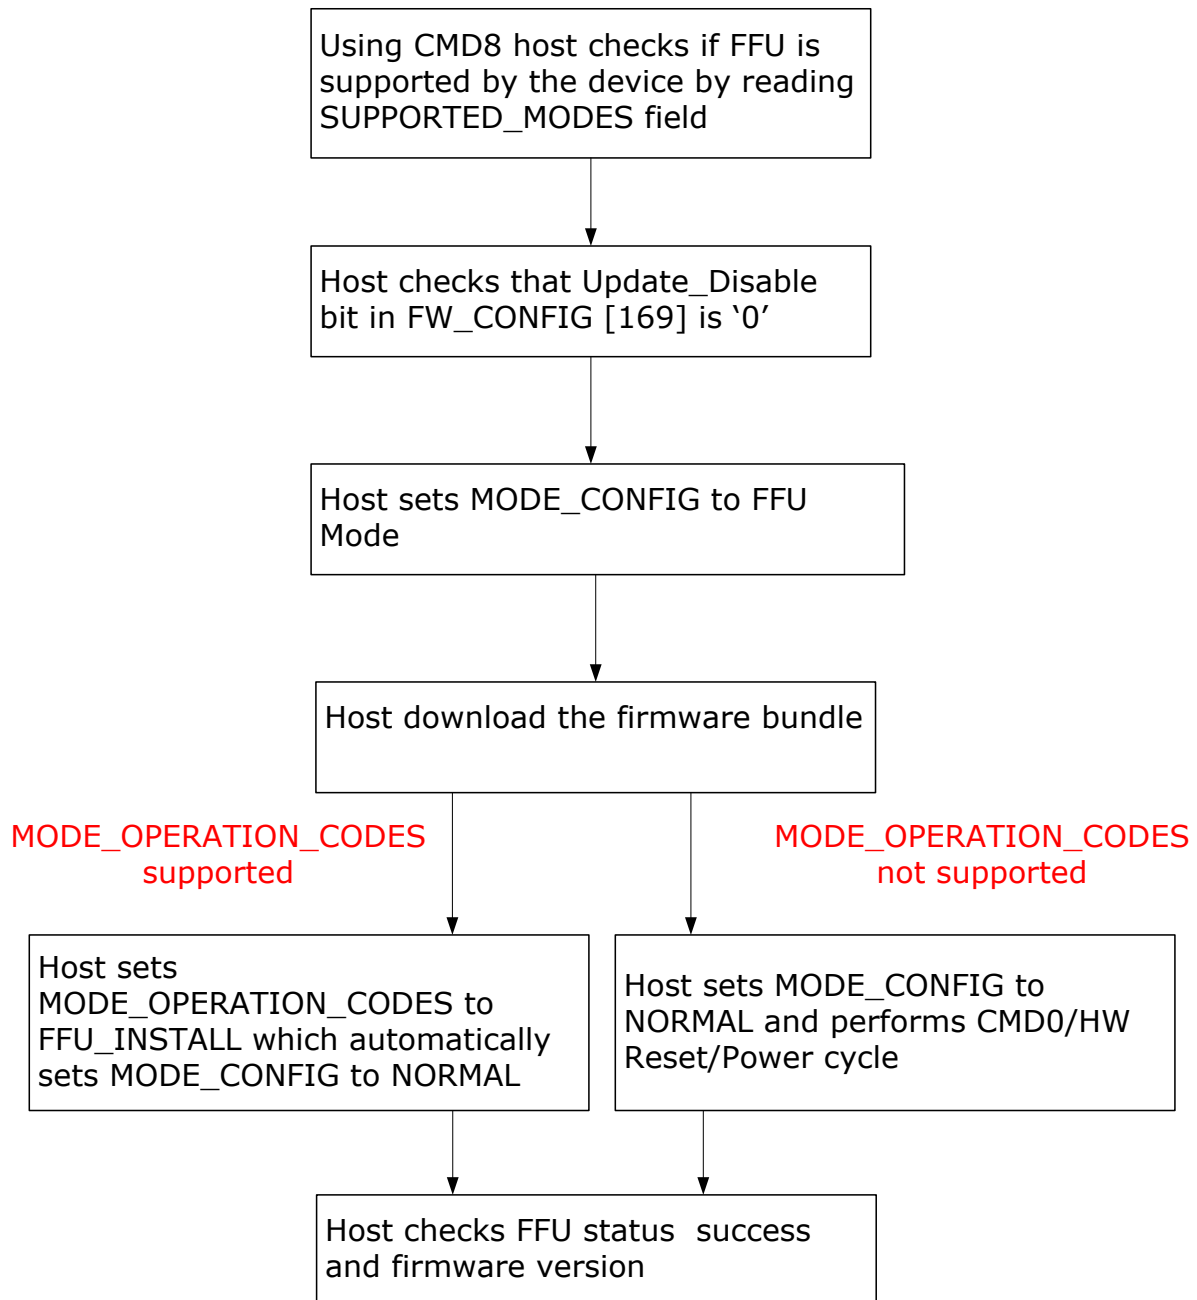 Using CMD8 host checks if FFU is
supported by the device by reading
SUPPORTED_MODES field
Host checks that Update_Disable
bit in FW_CONFIG [169] is ‘0’
Host sets MODE_CONFIG to FFU
Mode
Host download the firmware bundle
MODE_OPERATION_CODES
supported
MODE_OPERATION_CODES
not supported
Host sets
MODE_OPERATION_CODES to
FFU_INSTALL which automatically
sets MODE_CONFIG to NORMAL
Host sets MODE_CONFIG to
NORMAL and performs CMD0/HW
Reset/Power cycle
Host checks FFU status  success
and firmware version